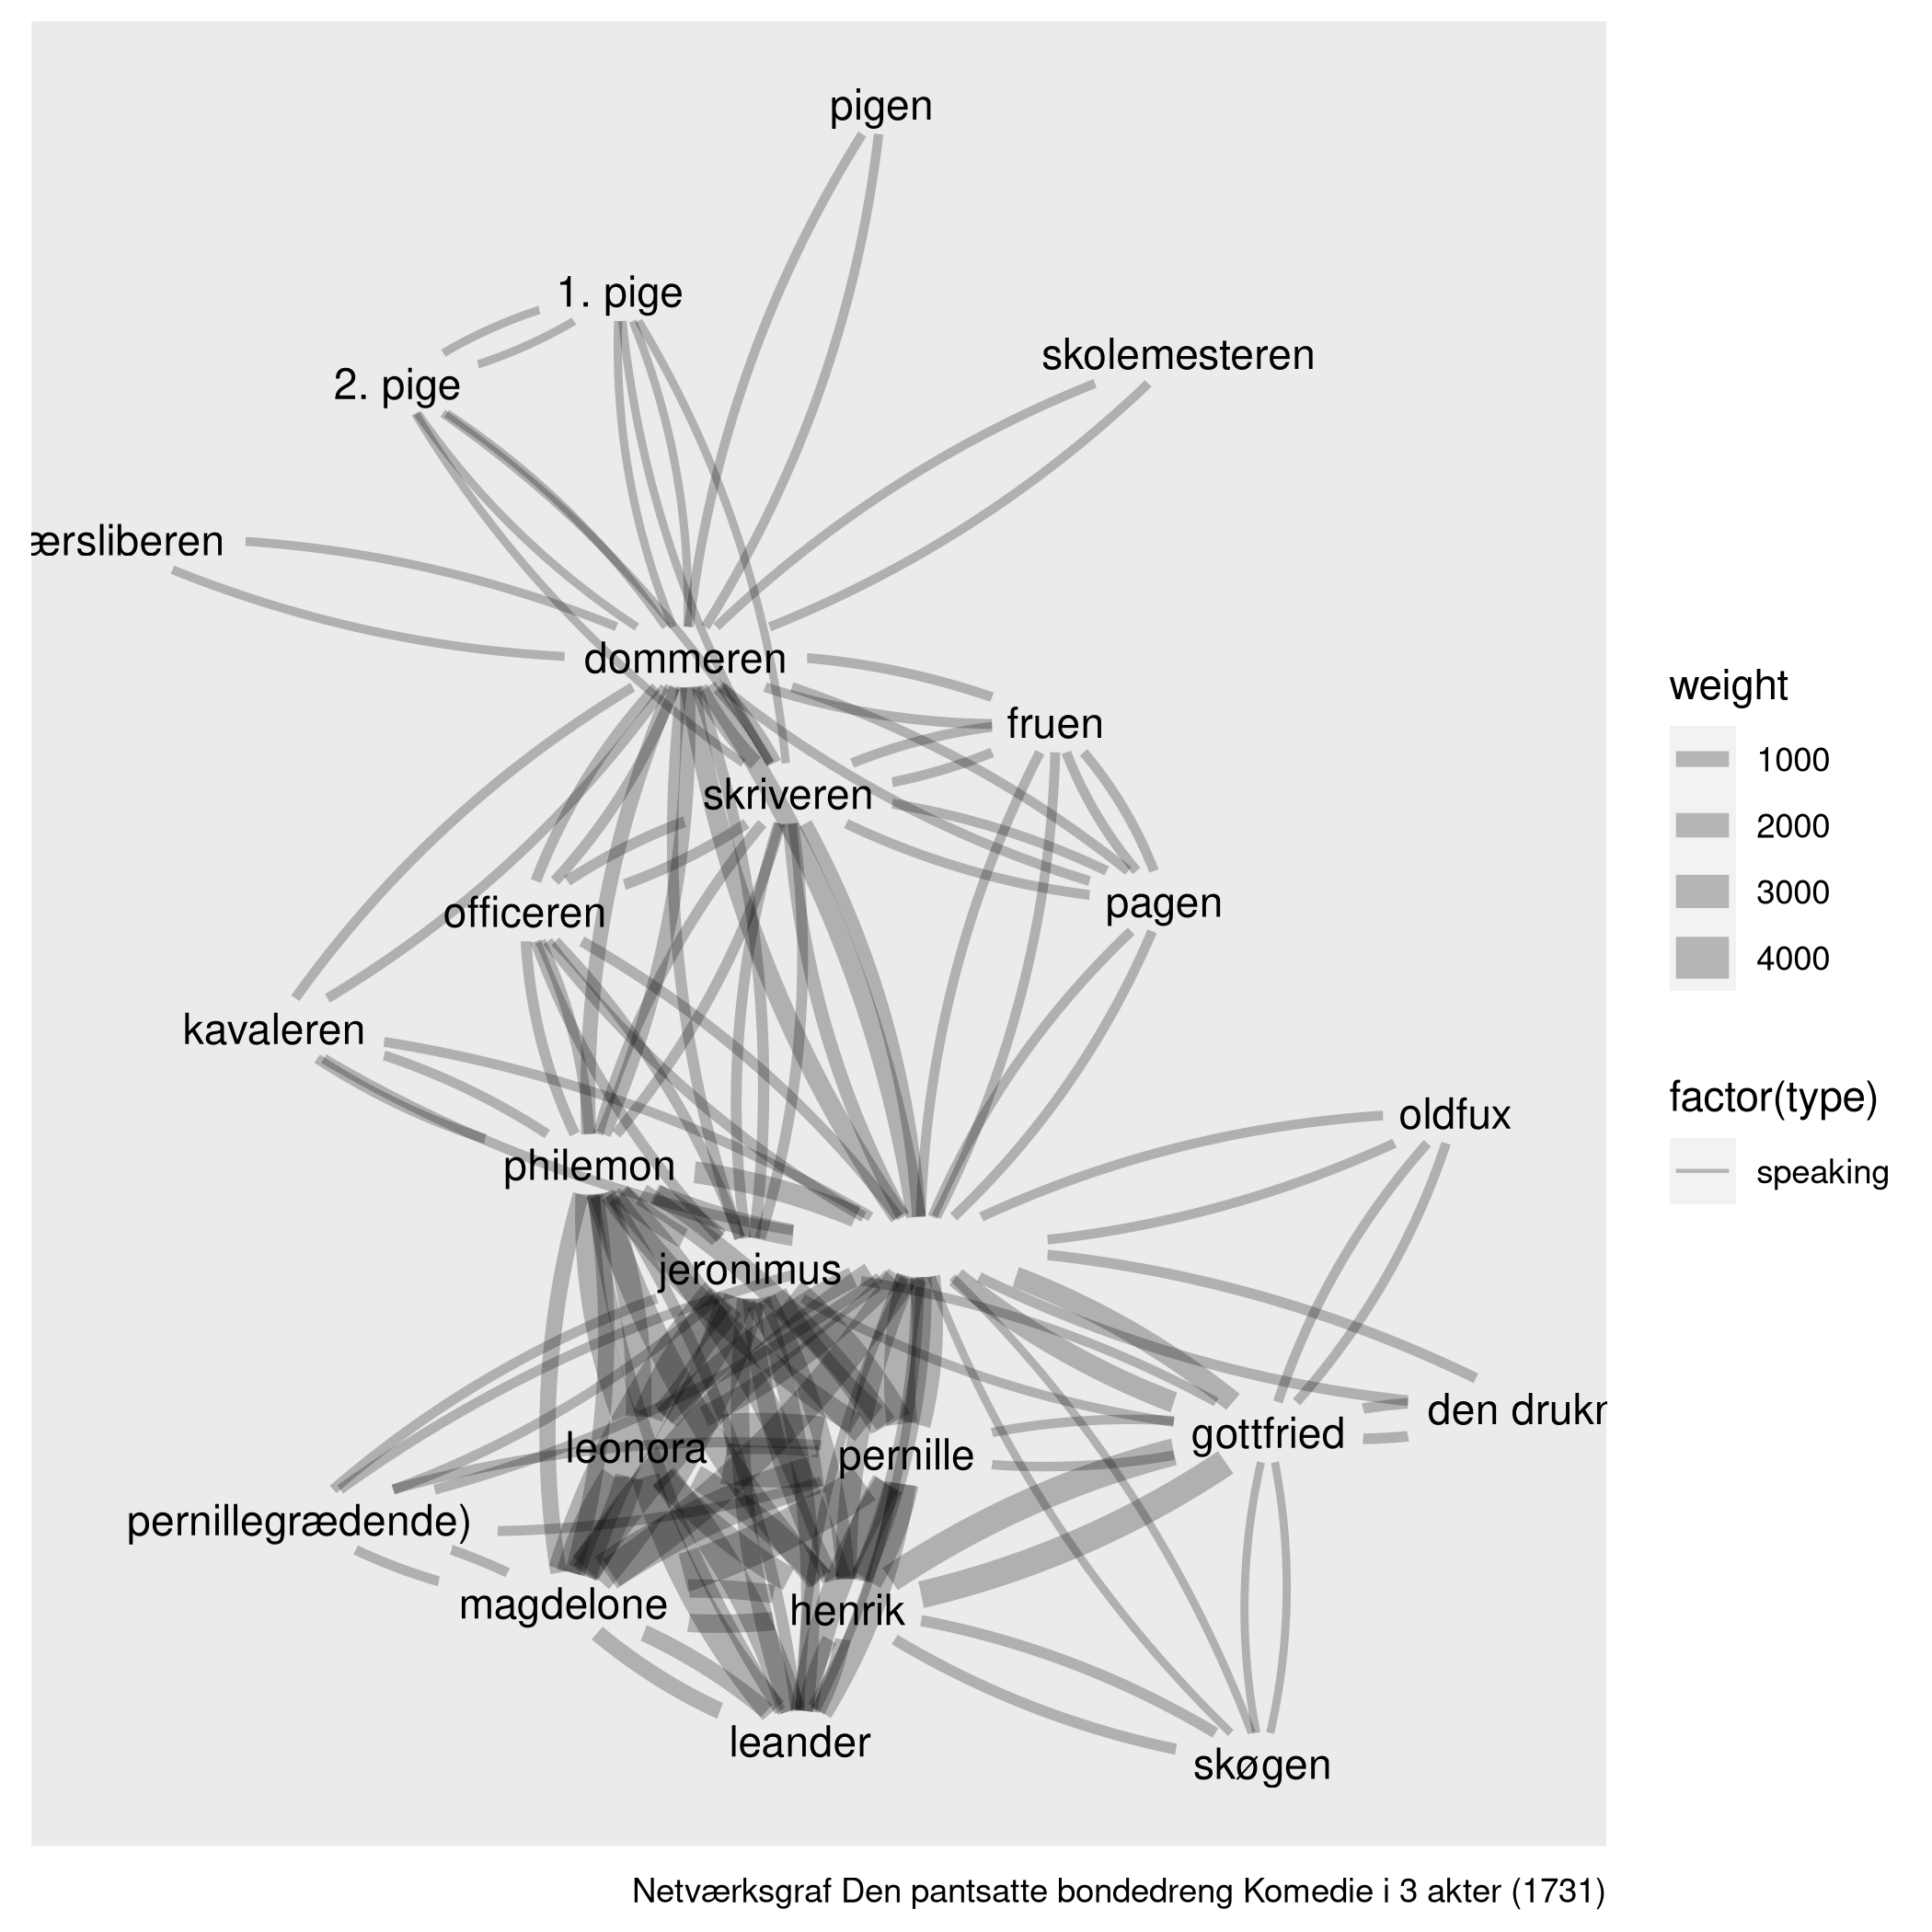 pigen
1. pige
skolemesteren
2. pige
ærsliberen
dommeren
fruen
weight
1000
skriveren
2000
3000
officeren
pagen
4000
kavaleren
factor(type)
oldfux
philemon
speaking
jeronimus
den drukn
gottfried
leonora
pernille
pernillegrædende)
magdelone
henrik
leander
skøgen
Netværksgraf Den pantsatte bondedreng Komedie i 3 akter (1731)